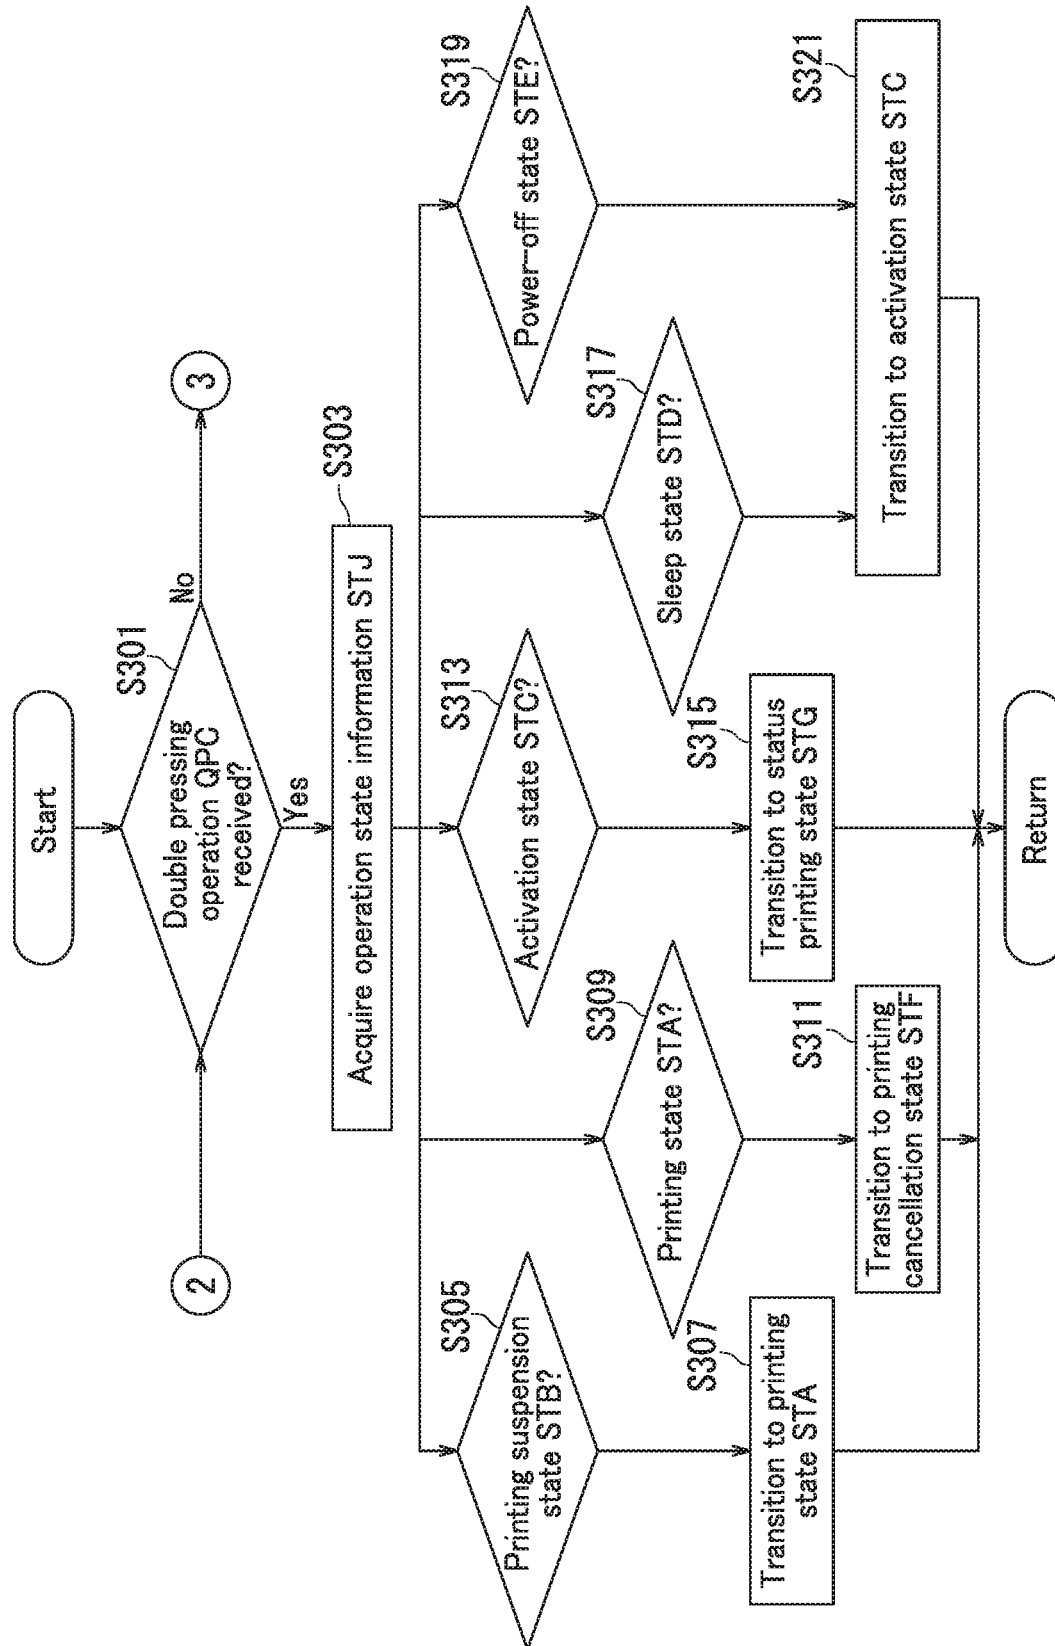 Start
S301
Double pressing
operation QPC
received?
No
3
2
Yes
S303
Acquire operation state information STJ
S305
Printing suspension
state STB?
S307
Transition to printing
state STA
S309
Printing state STA?
S311
Transition to printing
cancellation state STF
S313
Activation state STC?
S315
Transition to status
printing state STG
S317
Sleep state STD?
S319
Power-off state STE?
S321
Transition to activation state STC
Return